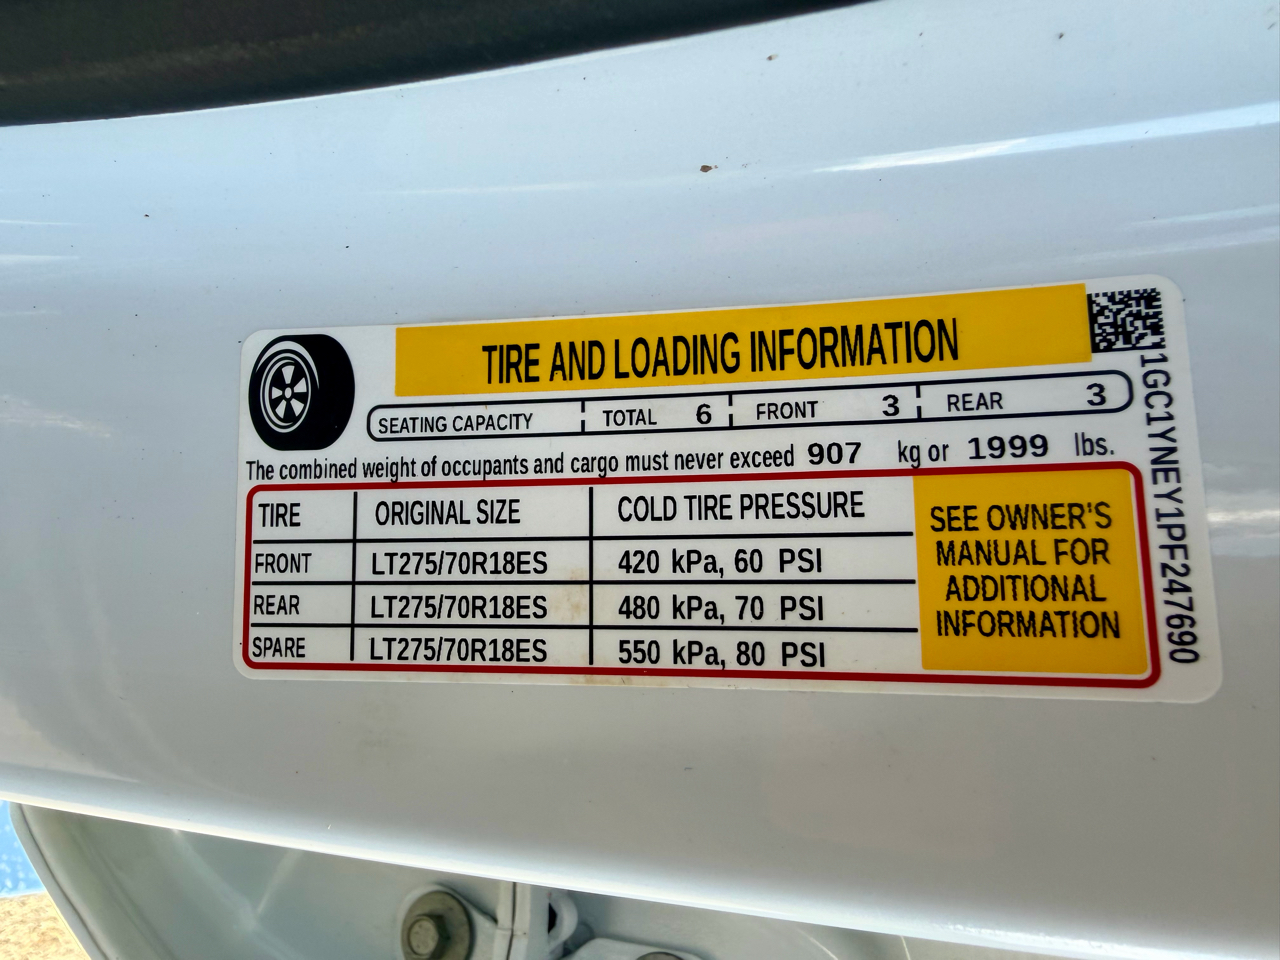 TIRE AND LOADING INFORMATION
SEATING CAPACITY TOTAL 6 FRONT 3 REAR 3
The combined weight of occupants and cargo must never exceed 907 kg or 1999 lbs.
TIRE ORIGINAL SIZE COLD TIRE PRESSURE
FRONT LT275/70R18ES 420 kPa, 60 PSI
REAR LT275/70R18ES 480 kPa, 70 PSI
SPARE LT275/70R18ES 550 kPa, 80 PSI
SEE OWNER'S
MANUAL FOR
ADDITIONAL
INFORMATION
1GC1YNEY1PF247690